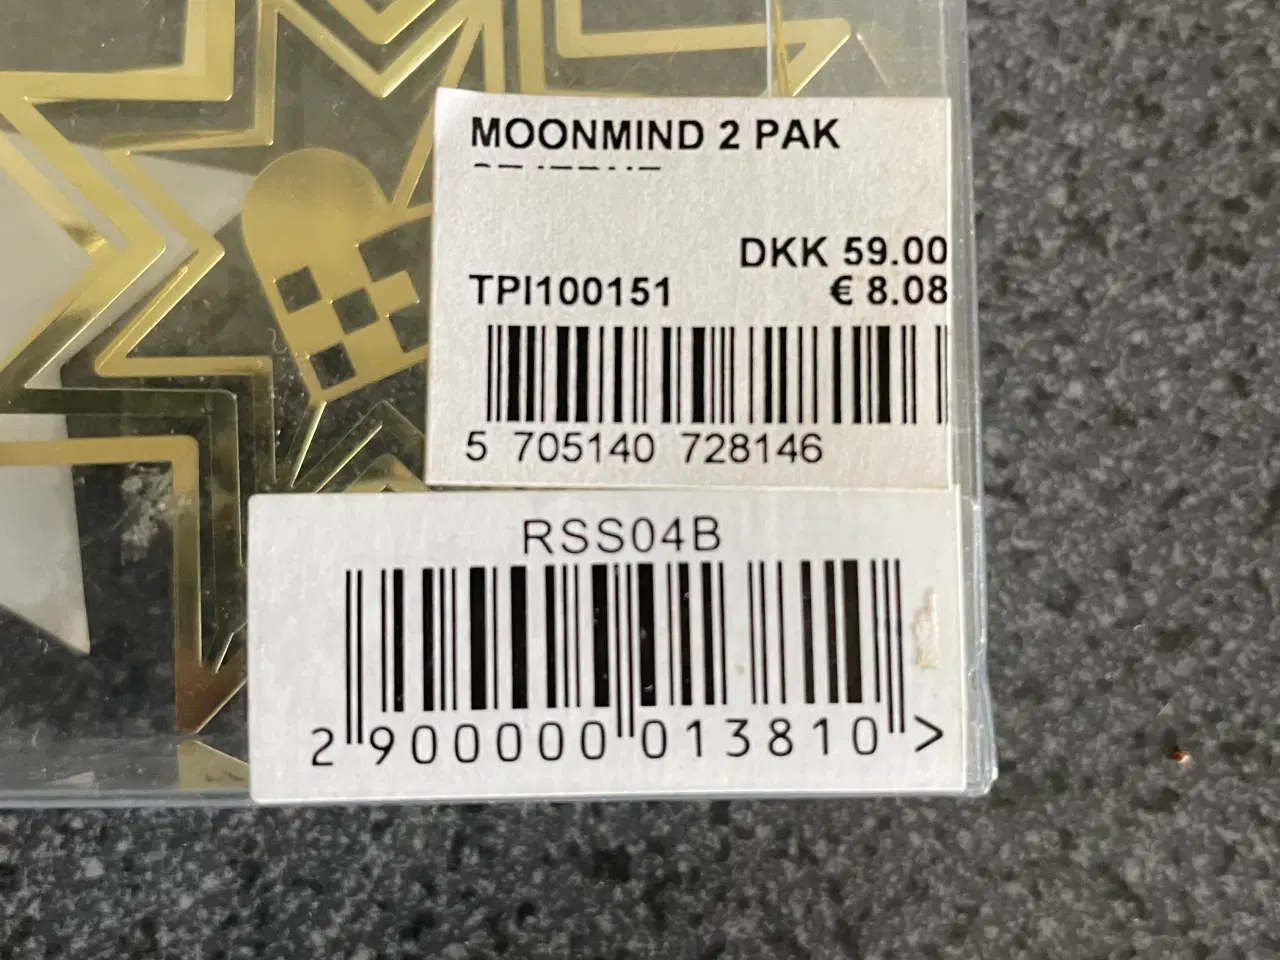 MOONMIND 2 PAK
DKK 59.00
TPI100151 € 8.08
5 705140 728146
RSS04B
2 900000 013810 >